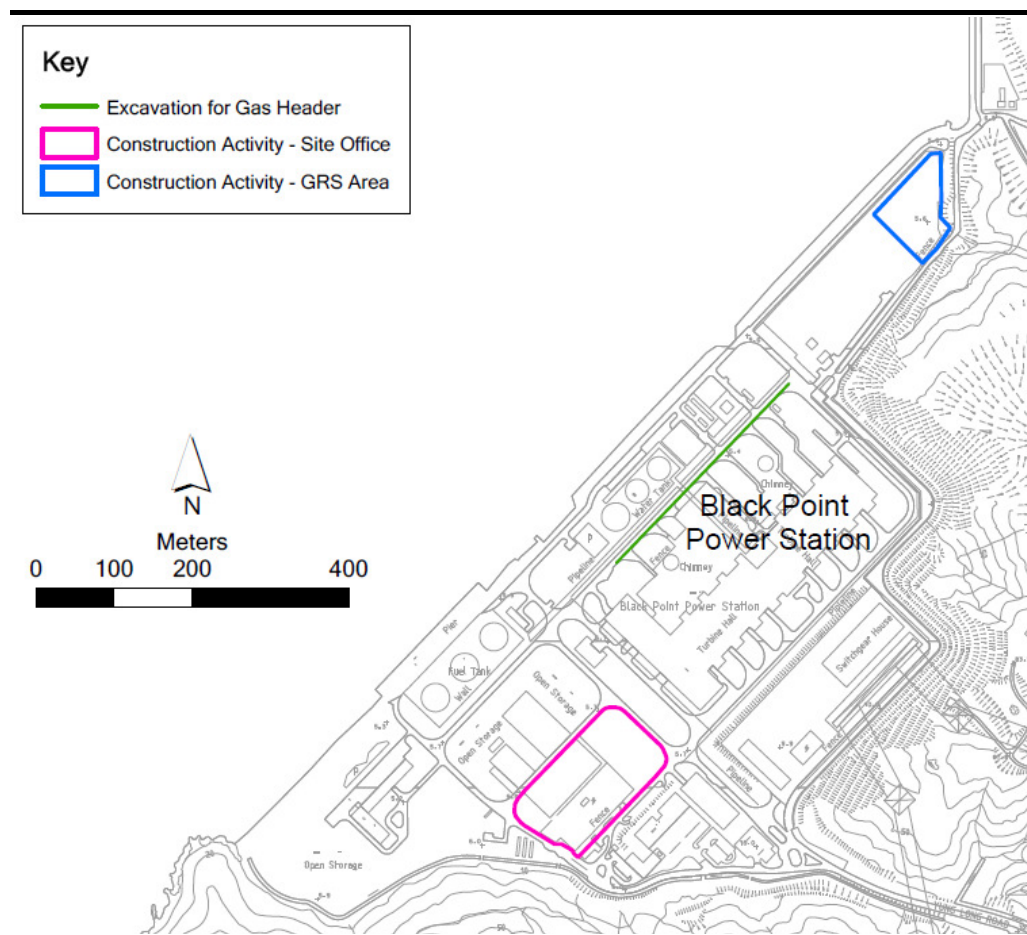 Key
Excavation for Gas Header
Construction Activity - Site Office
Construction Activity - GRS Area
Fence
N
Meters
0 100 200 400
Water Tank
Chimney
Black Point
Power Station
Pipeline
Fence
Chimney
Black Point Power Station
Pipeline
Pier
Turbine Hall
Switchgear House
Fuel Tank
Wall
Open Storage
Open Storage
Fence
Pipeline
Fence
Open Storage
50
50